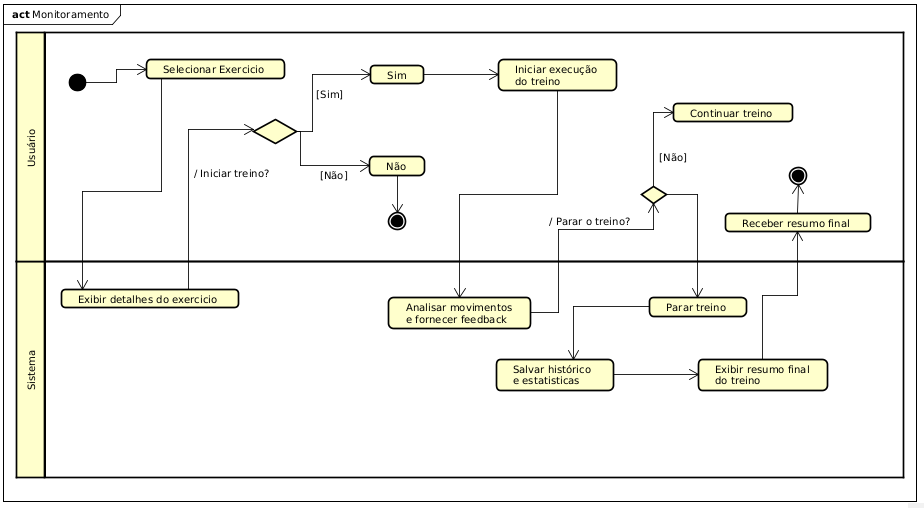 act Monitoramento
Usuário
Selecionar Exercicio
/ Iniciar treino?
[Sim]
Sim
[Não]
Não
Iniciar execução
do treino
/ Parar o treino?
[Não]
Continuar treino
Receber resumo final
Sistema
Exibir detalhes do exercicio
Analisar movimentos
e fornecer feedback
Parar treino
Salvar histórico
e estatisticas
Exibir resumo final
do treino